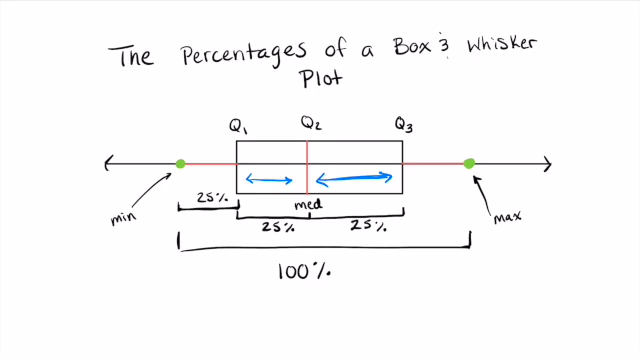 The Percentages of a Box & Whisker
Plot
Q1 Q2 Q3
25%
min med max
25% 25%
100%